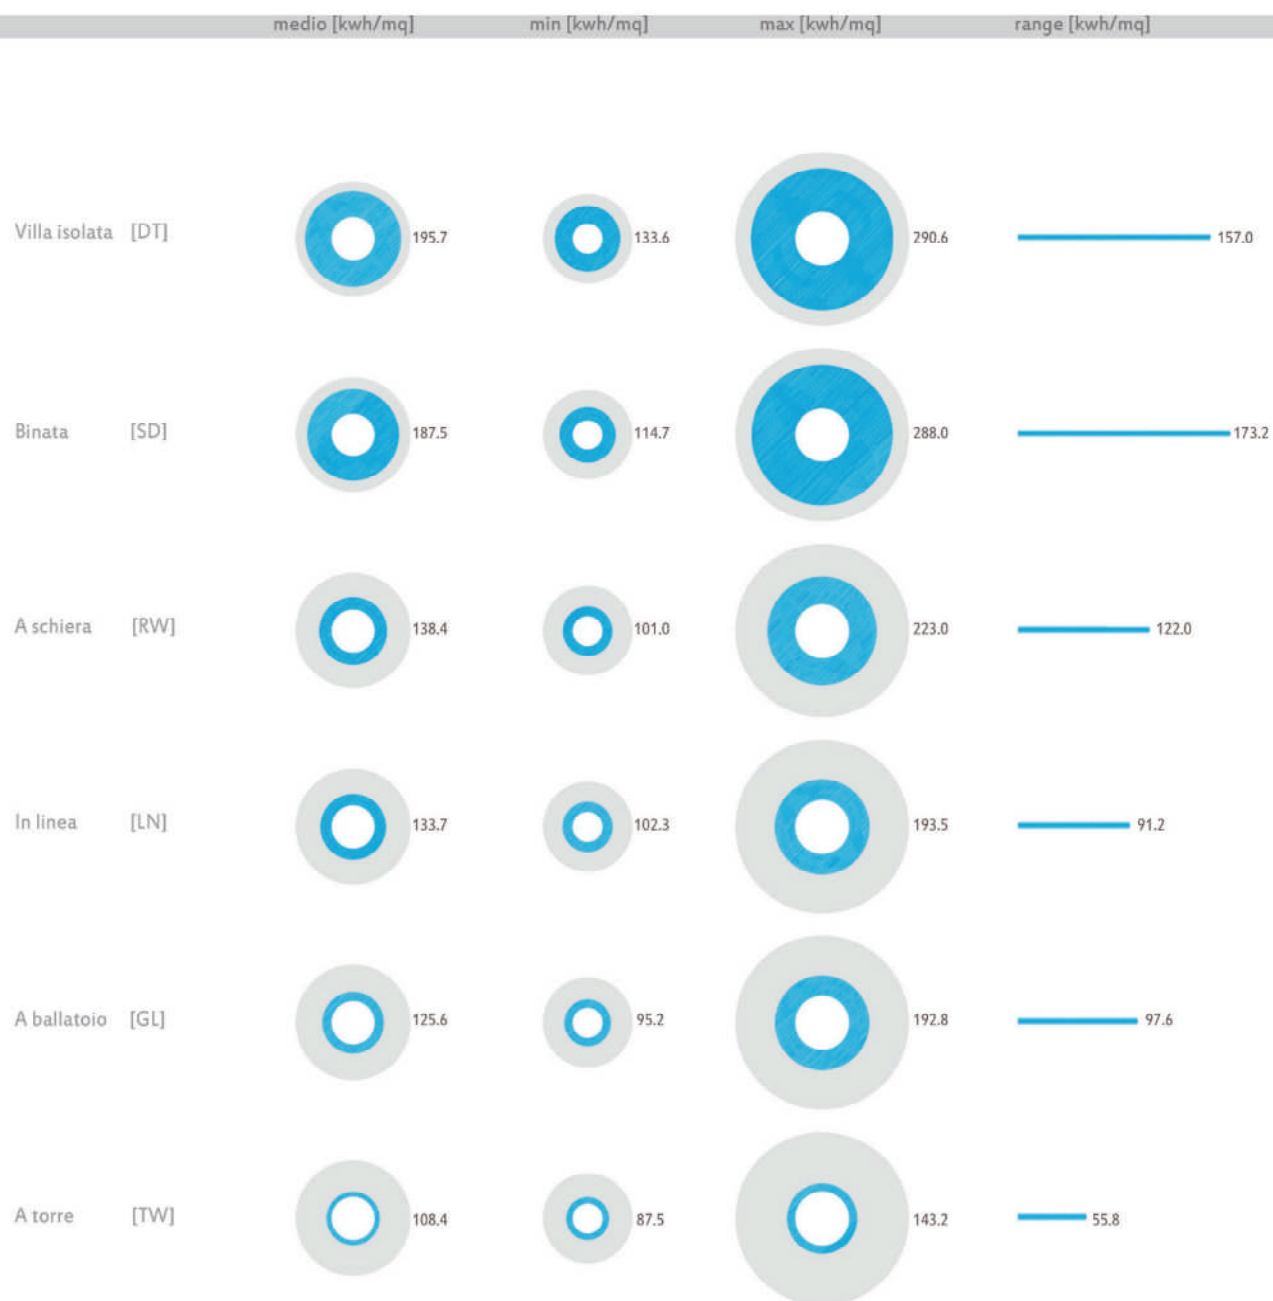 medio [kwh/mq] min [kwh/mq] max [kwh/mq] range [kwh/mq]
Villa isolata [DT] 195.7 133.6 290.6 157.0
Binata [SD] 187.5 114.7 288.0 173.2
A schiera [RW] 138.4 101.0 223.0 122.0
In linea [LN] 133.7 102.3 193.5 91.2
A ballatoio [GL] 125.6 95.2 192.8 97.6
A torre [TW] 108.4 87.5 143.2 55.8